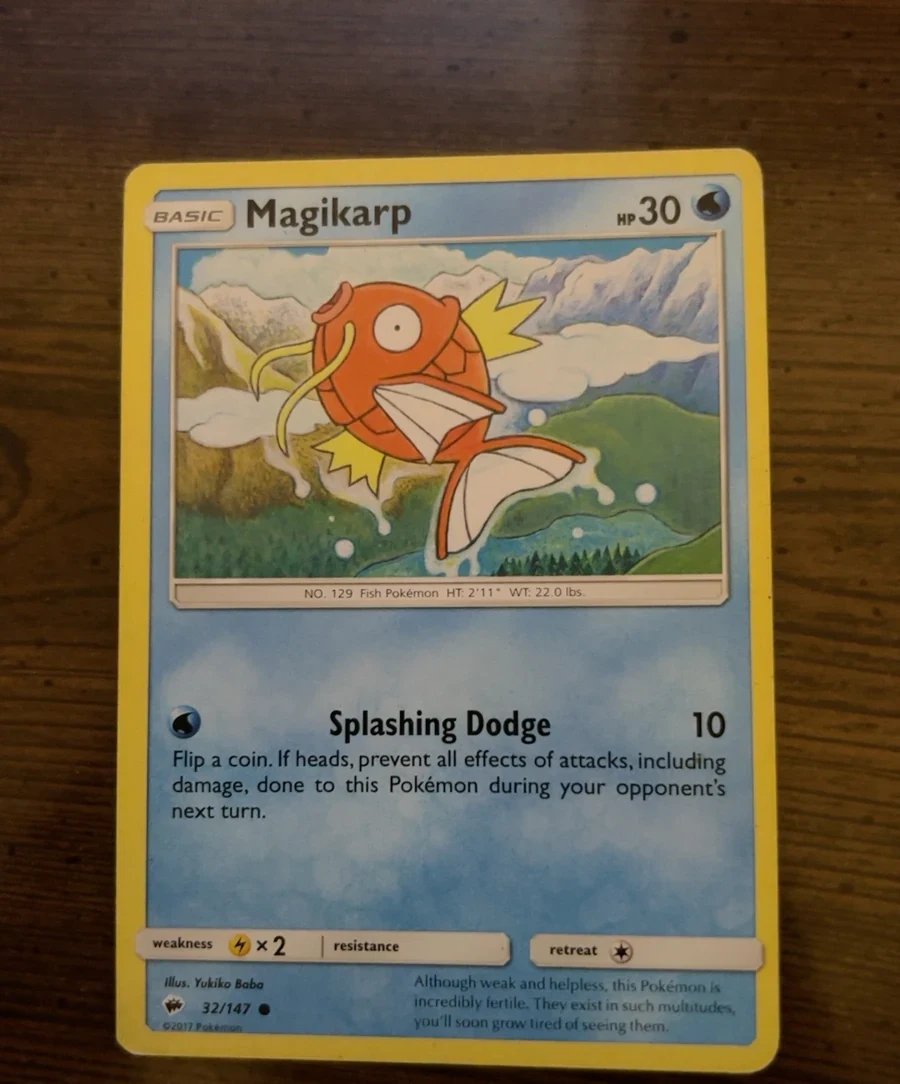 BASIC Magikarp HP 30
NO. 129 Fish Pokémon HT: 2'11" WT: 22.0 lbs.
Splashing Dodge 10
Flip a coin. If heads, prevent all effects of attacks, including
damage, done to this Pokémon during your opponent's
next turn.
weakness ×2 resistance retreat
Illus. Yukiko Baba
32/147
©2017 Pokémon
Although weak and helpless, this Pokémon is
incredibly fertile. They exist in such multitudes,
you'll soon grow tired of seeing them.